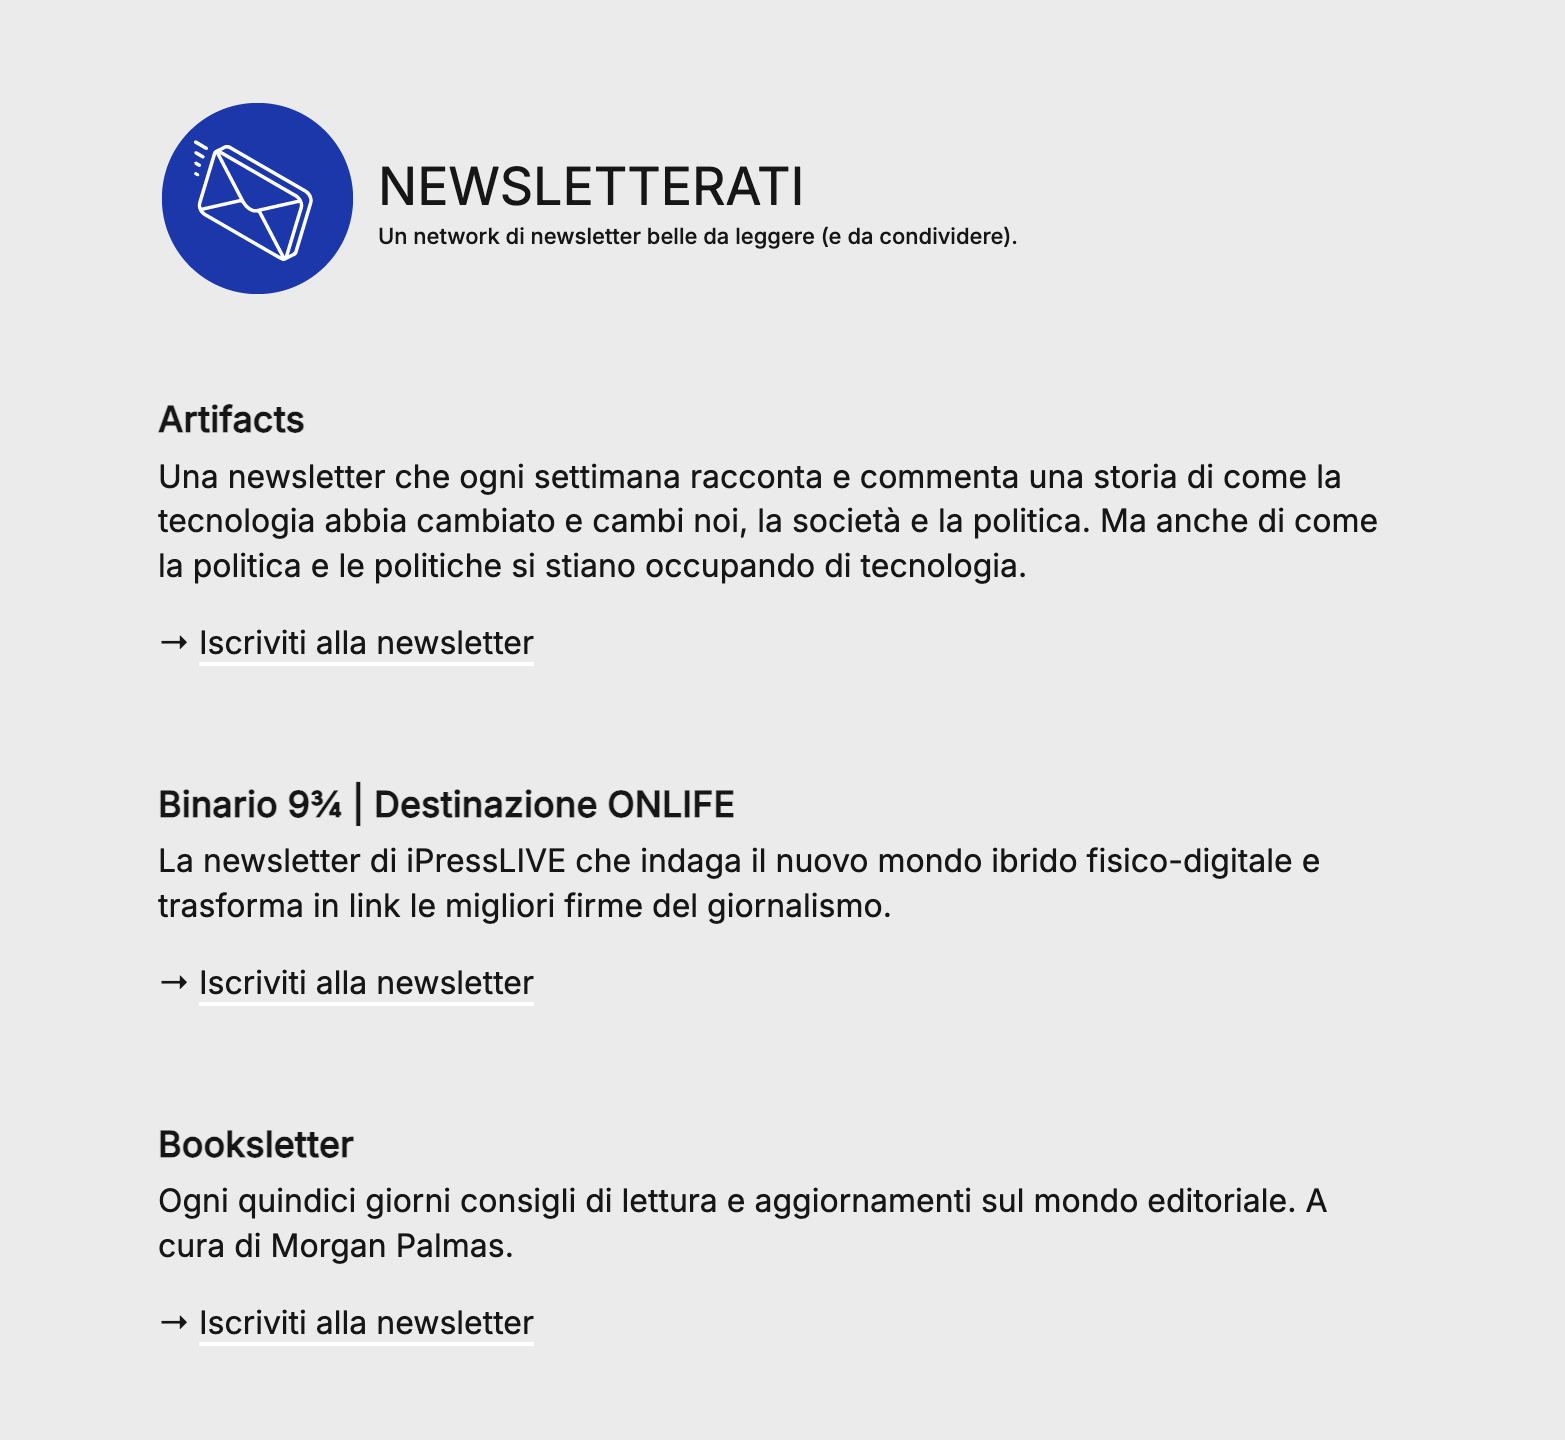 NEWSLETTERATI
Un network di newsletter belle da leggere (e da condividere).
Artifacts
Una newsletter che ogni settimana racconta e commenta una storia di come la
tecnologia abbia cambiato e cambi noi, la società e la politica. Ma anche di come
la politica e le politiche si stiano occupando di tecnologia.
→ Iscriviti alla newsletter
Binario 9¾ | Destinazione ONLIFE
La newsletter di iPressLIVE che indaga il nuovo mondo ibrido fisico-digitale e
trasforma in link le migliori firme del giornalismo.
→ Iscriviti alla newsletter
Booksletter
Ogni quindici giorni consigli di lettura e aggiornamenti sul mondo editoriale. A
cura di Morgan Palmas.
→ Iscriviti alla newsletter